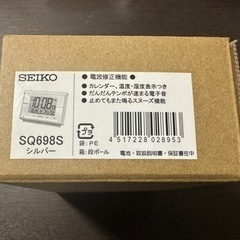 SEIKO
SQ698S
シルバー
● 電波修正機能 ●
● カレンダー、温度・湿度表示つき
● だんだんテンポが速まる電子音
● 止めてもまた鳴るスヌーズ機能
プラ
袋:PE
箱:段ボール
4 517228 028953
電池・取扱説明書・保証書在中